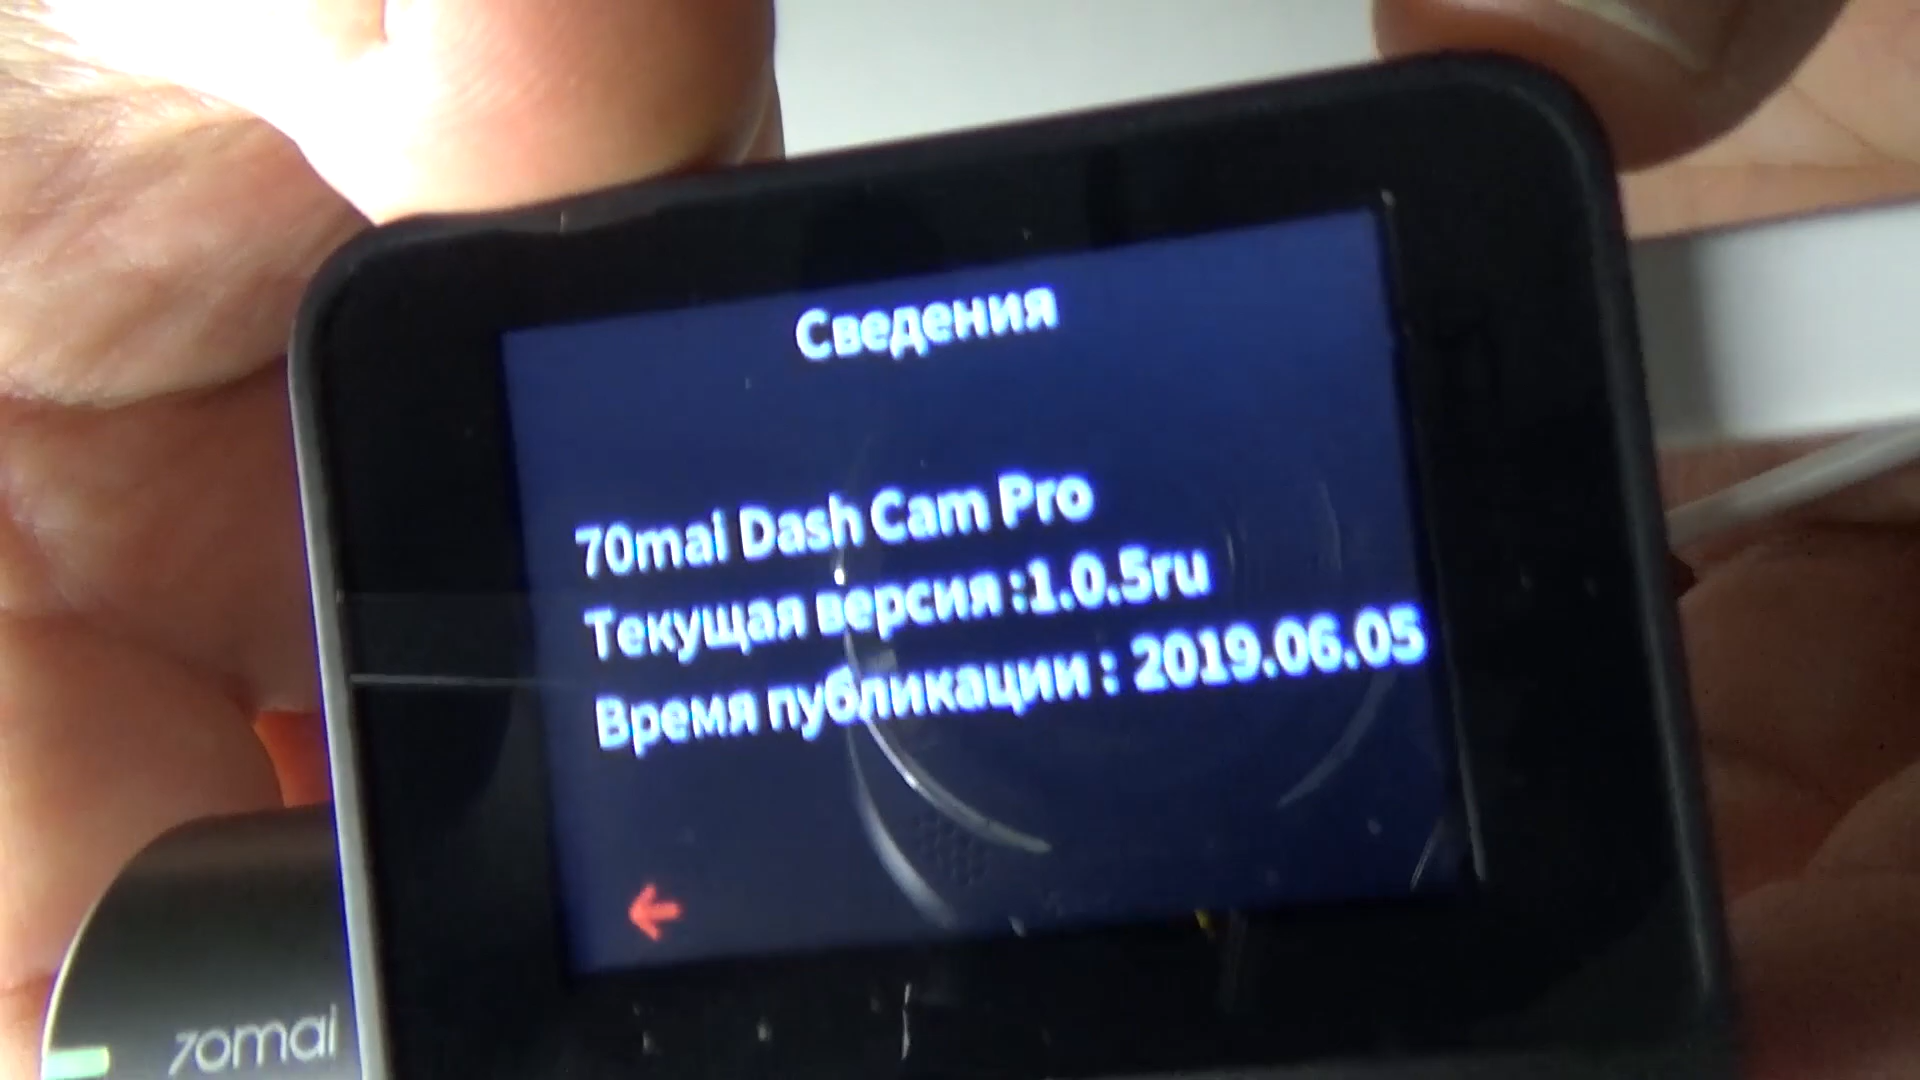 Сведения
70mai Dash Cam Pro
Текущая версия :1.0.5ru
Время публикации : 2019.06.05
70mai